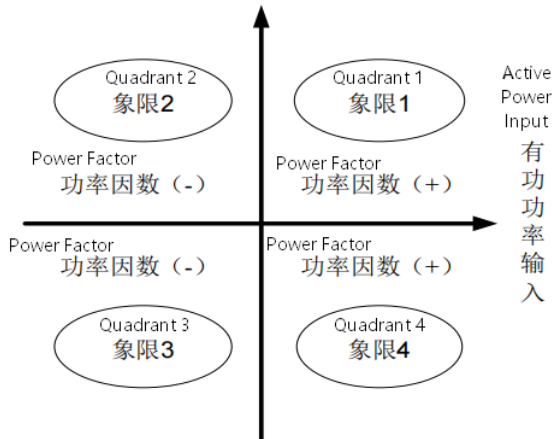 Quadrant 2
象限2
Quadrant 1
象限1
Active
Power
Input
有
功
功
率
输
入
Power Factor
功率因数（-）
Power Factor
功率因数（+）
Power Factor
功率因数（-）
Power Factor
功率因数（+）
Quadrant 3
象限3
Quadrant 4
象限4